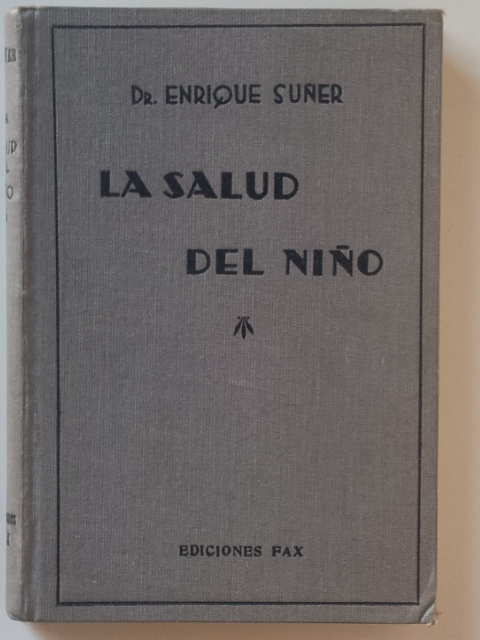 Dr. ENRIQUE SUÑER
LA SALUD
DEL NIÑO
EDICIONES PAX